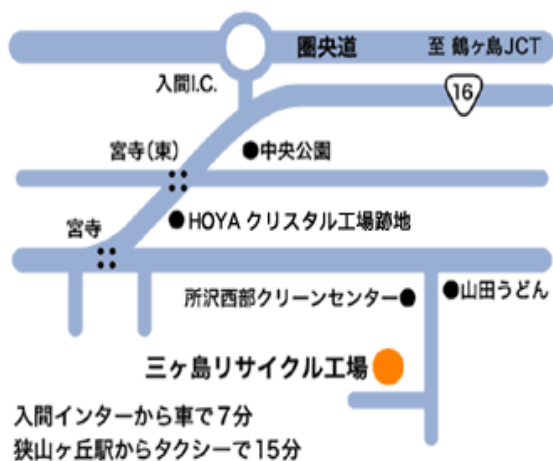 圏央道
至 鶴ヶ島JCT
入間I.C.
16
宮寺(東)
●中央公園
●HOYA クリスタル工場跡地
宮寺
所沢西部クリーンセンター●
●山田うどん
三ヶ島リサイクル工場
入間インターから車で7分
狭山ヶ丘駅からタクシーで15分